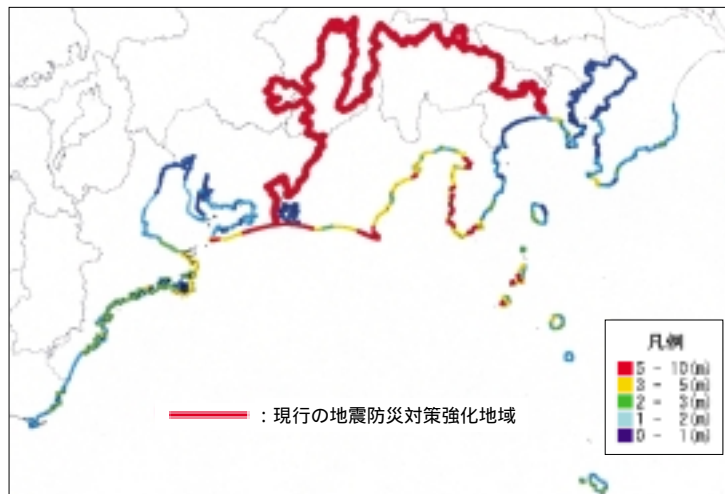 凡例
5 - 10(m)
3 - 5(m)
2 - 3(m)
1 - 2(m)
0 - 1(m)
：現行の地震防災対策強化地域